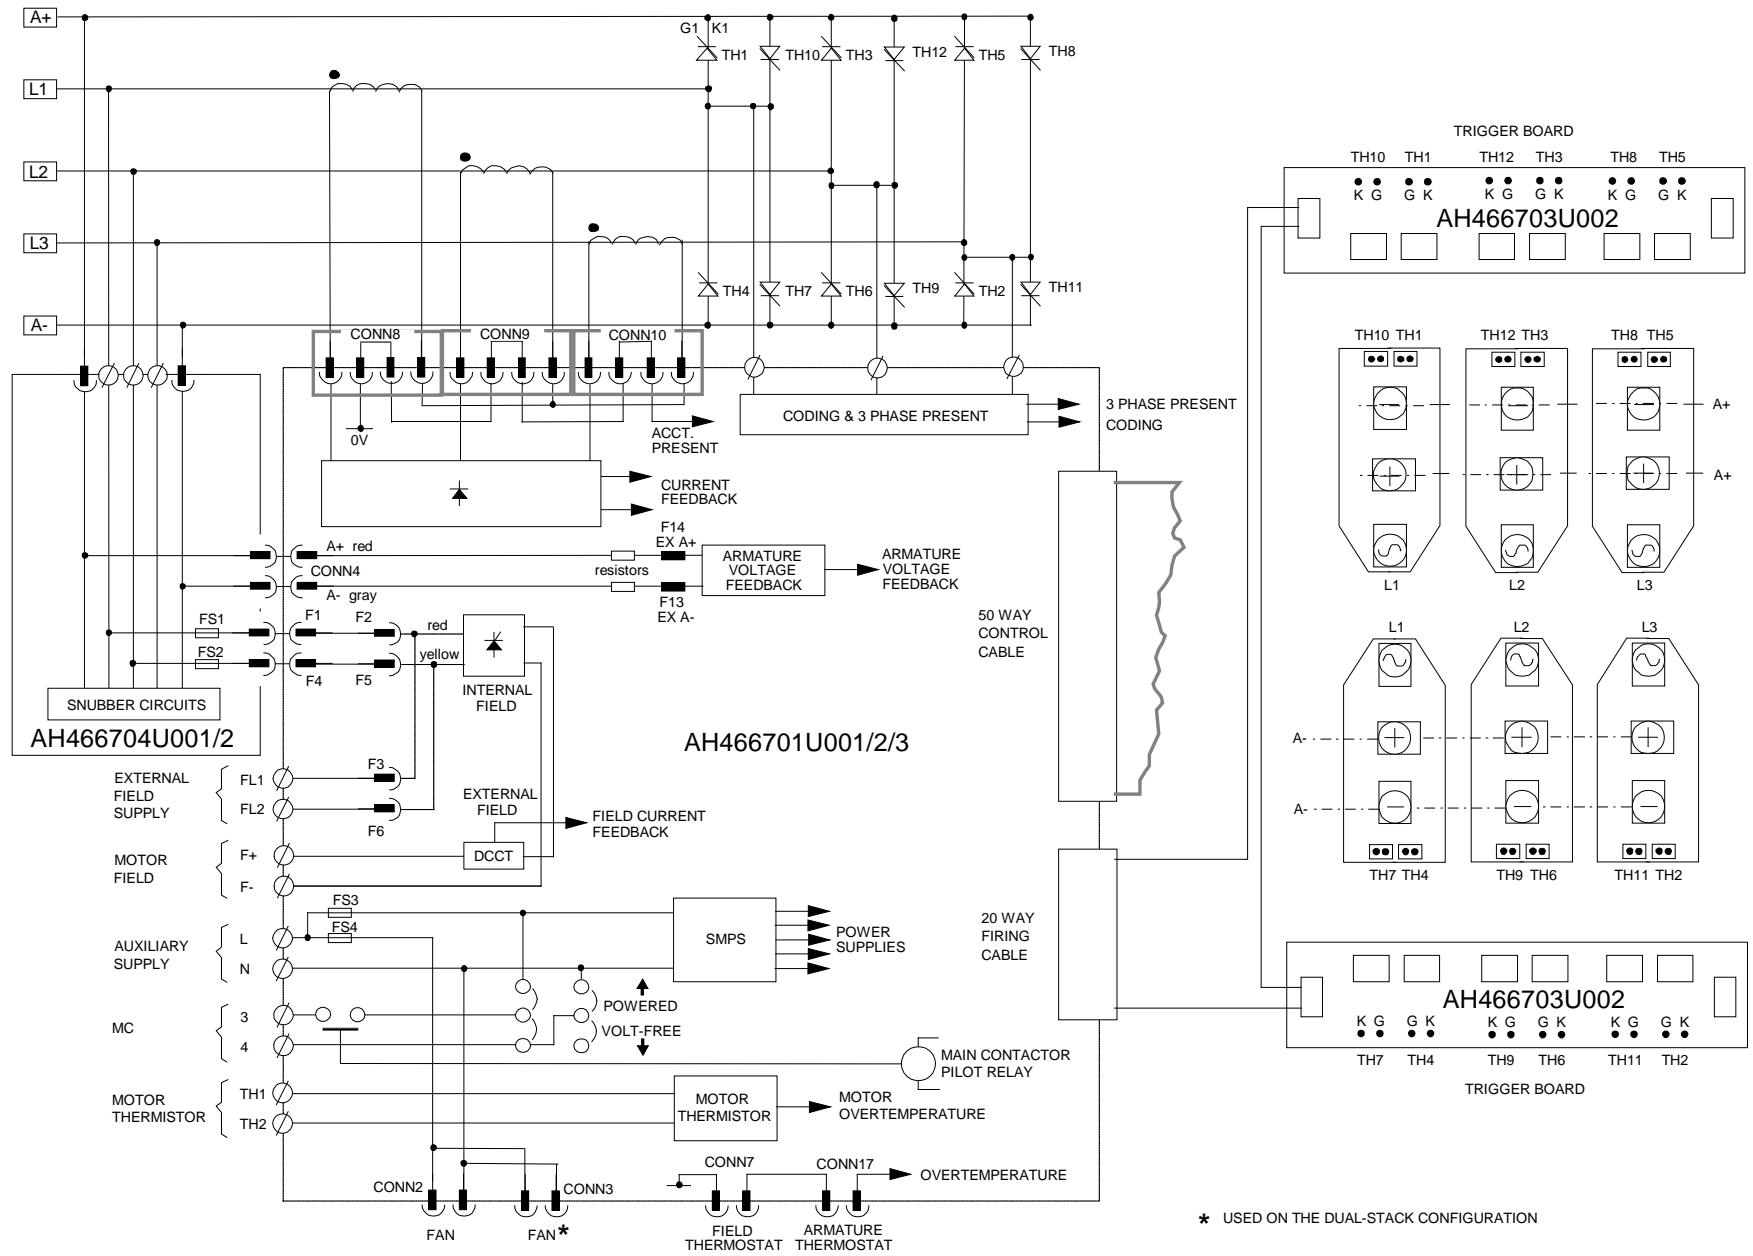 A+
L1
L2
L3
A-
G1 K1
TH1
TH10
TH3
TH12
TH5
TH8
TH4
TH7
TH6
TH9
TH2
TH11
CONN8
CONN9
CONN10
0V
ACCT.
PRESENT
CODING & 3 PHASE PRESENT
3 PHASE PRESENT
CODING
CURRENT
FEEDBACK
A+ red
CONN4
A- gray
resistors
F14
EX A+
F13
EX A-
ARMATURE
VOLTAGE
FEEDBACK
ARMATURE
VOLTAGE
FEEDBACK
FS1
FS2
F1
F2
F4
F5
red
yellow
INTERNAL
FIELD
SNUBBER CIRCUITS
AH466704U001/2
AH466701U001/2/3
50 WAY
CONTROL
CABLE
EXTERNAL
FIELD
SUPPLY
FL1
FL2
F3
F6
EXTERNAL
FIELD
FIELD CURRENT
FEEDBACK
DCCT
MOTOR
FIELD
F+
F-
AUXILIARY
SUPPLY
L
N
FS3
FS4
SMPS
POWER
SUPPLIES
20 WAY
FIRING
CABLE
MC
3
4
POWERED
VOLT-FREE
MAIN CONTACTOR
PILOT RELAY
MOTOR
THERMISTOR
TH1
TH2
MOTOR
THERMISTOR
MOTOR
OVERTEMPERATURE
CONN2
CONN3
FAN
FAN*
CONN7
CONN17
OVERTEMPERATURE
FIELD
THERMOSTAT
ARMATURE
THERMOSTAT
TRIGGER BOARD
TH10 TH1 TH12 TH3 TH8 TH5
K G G K K G G K K G G K
AH466703U002
TH10 TH1 TH12 TH3 TH8 TH5
A+
A+
L1 L2 L3
L1 L2 L3
A-
A-
TH7 TH4 TH9 TH6 TH11 TH2
AH466703U002
K G G K K G G K K G G K
TH7 TH4 TH9 TH6 TH11 TH2
TRIGGER BOARD
* USED ON THE DUAL-STACK CONFIGURATION